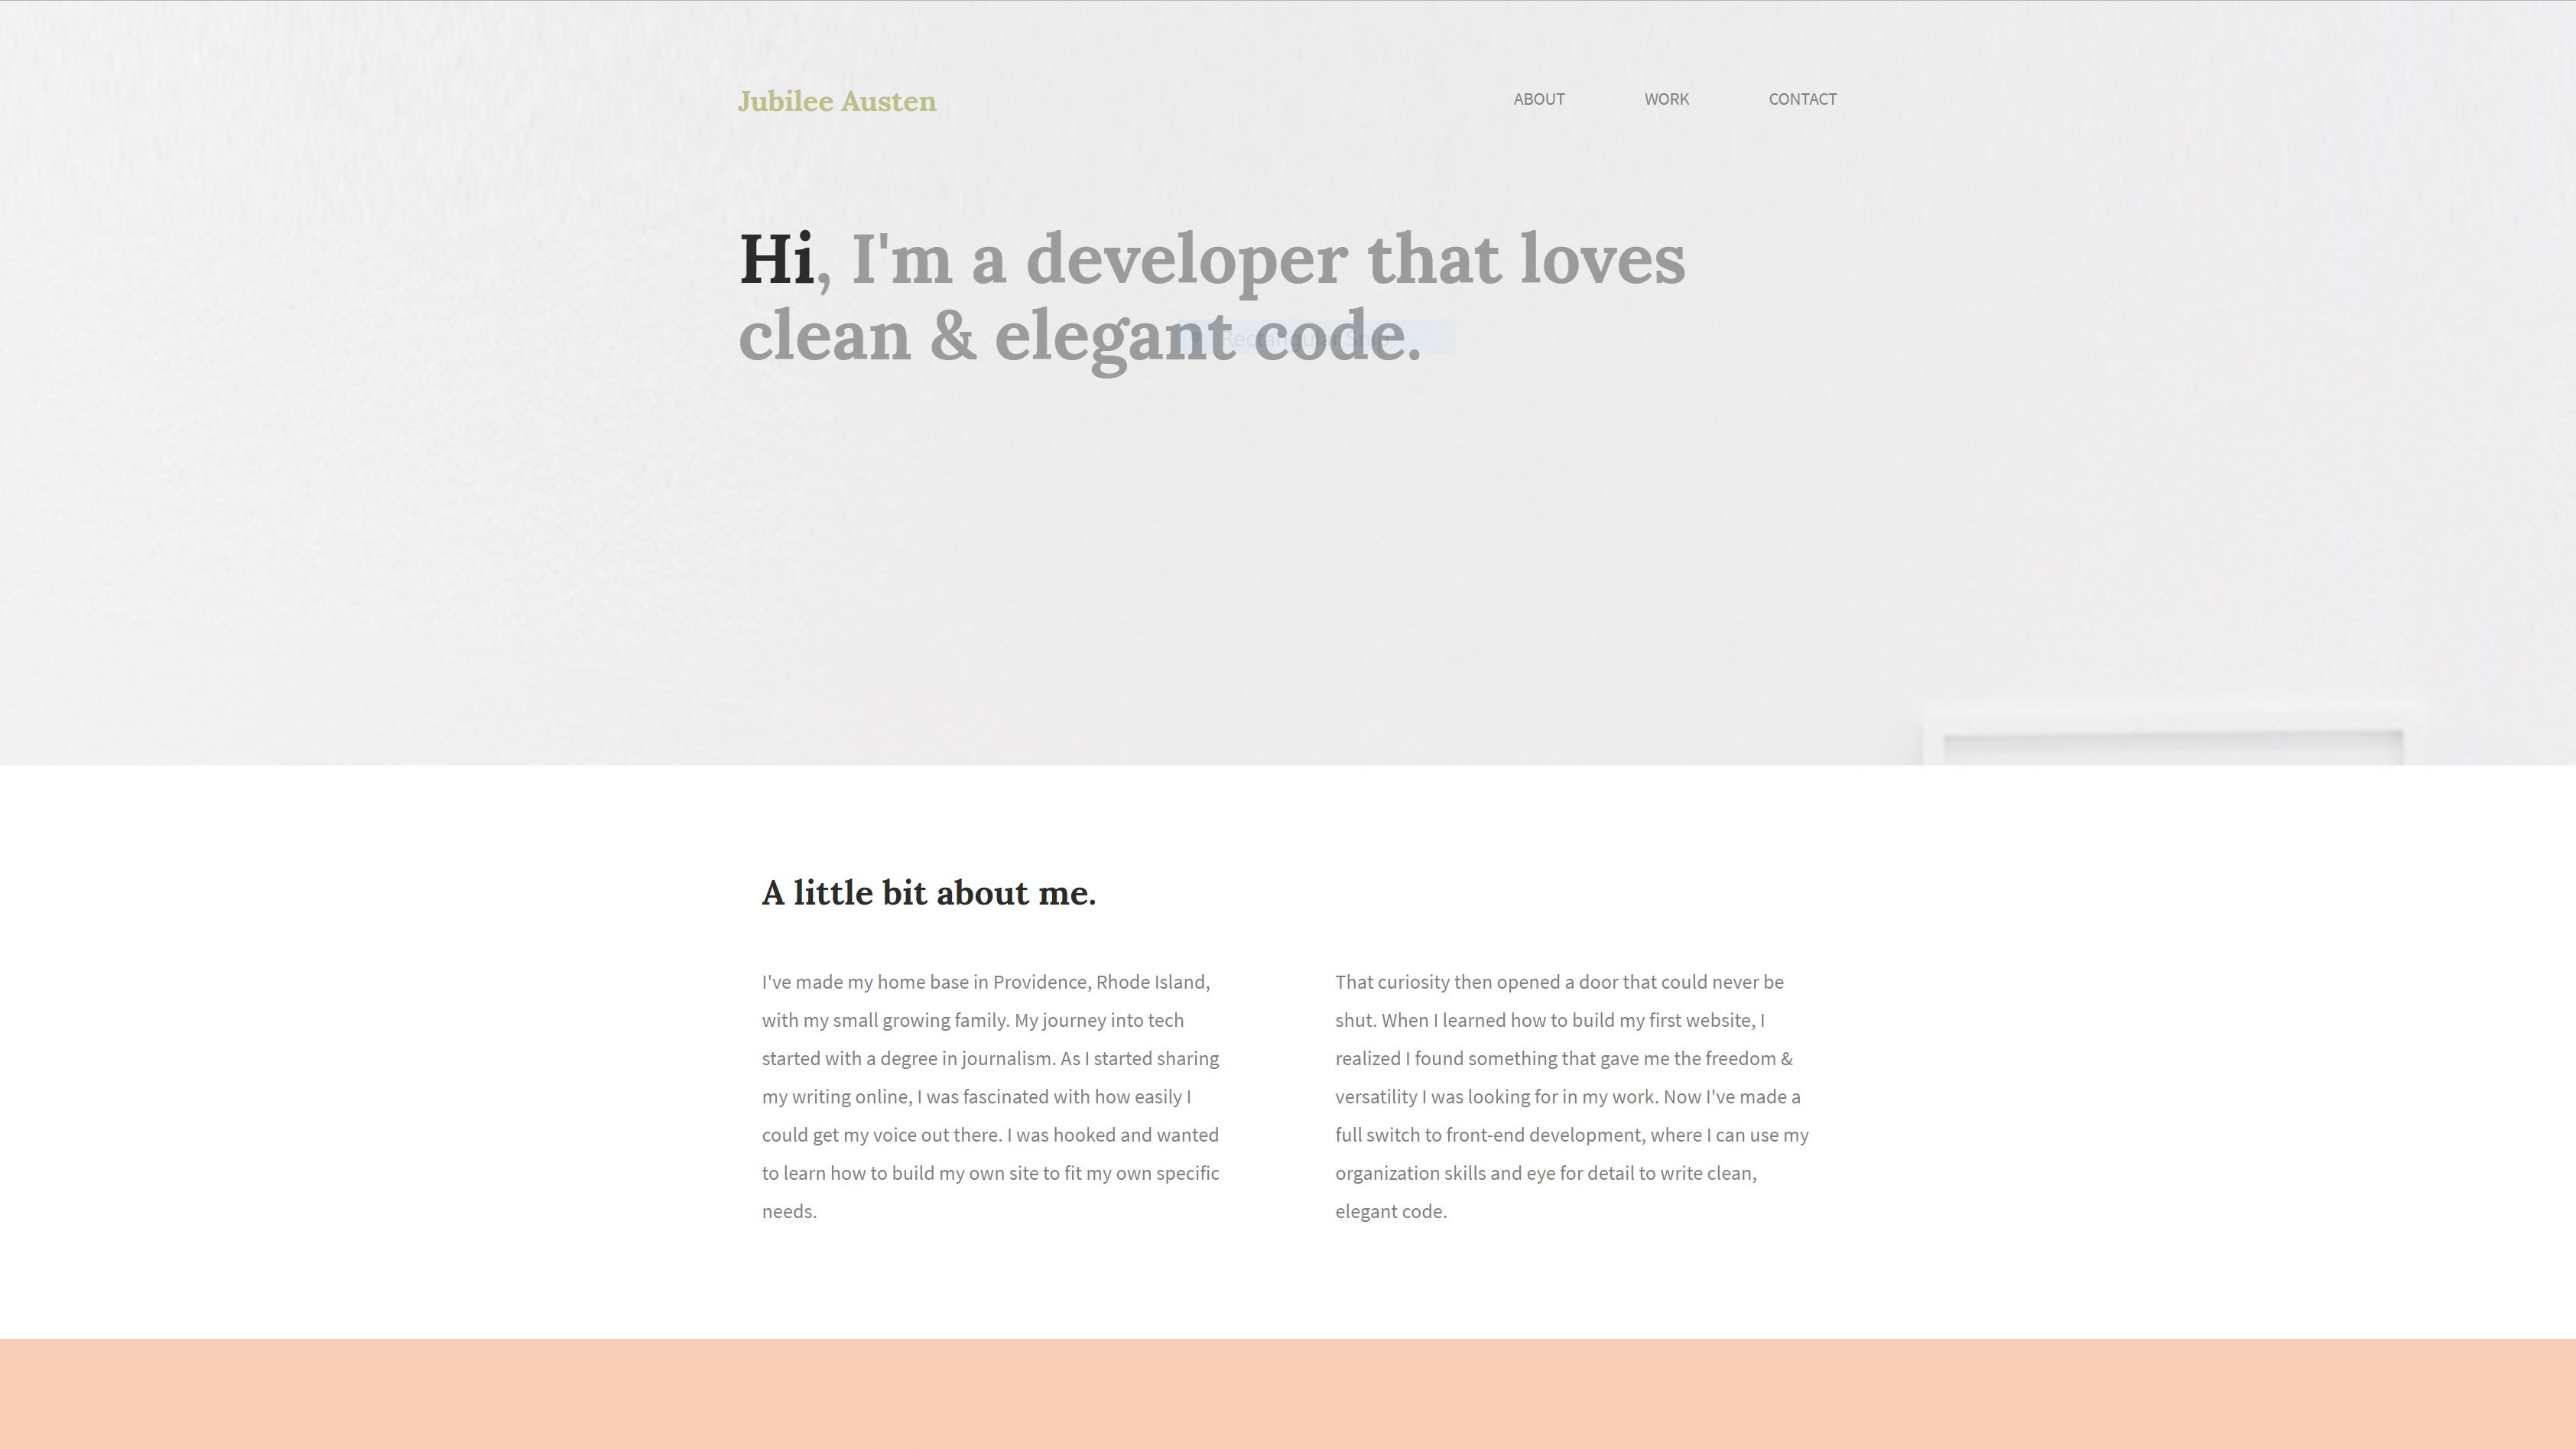 Jubilee Austen
ABOUT WORK CONTACT
Hi, I'm a developer that loves
clean & elegant code.
Rectangular Snip
A little bit about me.
I've made my home base in Providence, Rhode Island,
with my small growing family. My journey into tech
started with a degree in journalism. As I started sharing
my writing online, I was fascinated with how easily I
could get my voice out there. I was hooked and wanted
to learn how to build my own site to fit my own specific
needs.
That curiosity then opened a door that could never be
shut. When I learned how to build my first website, I
realized I found something that gave me the freedom &
versatility I was looking for in my work. Now I've made a
full switch to front-end development, where I can use my
organization skills and eye for detail to write clean,
elegant code.